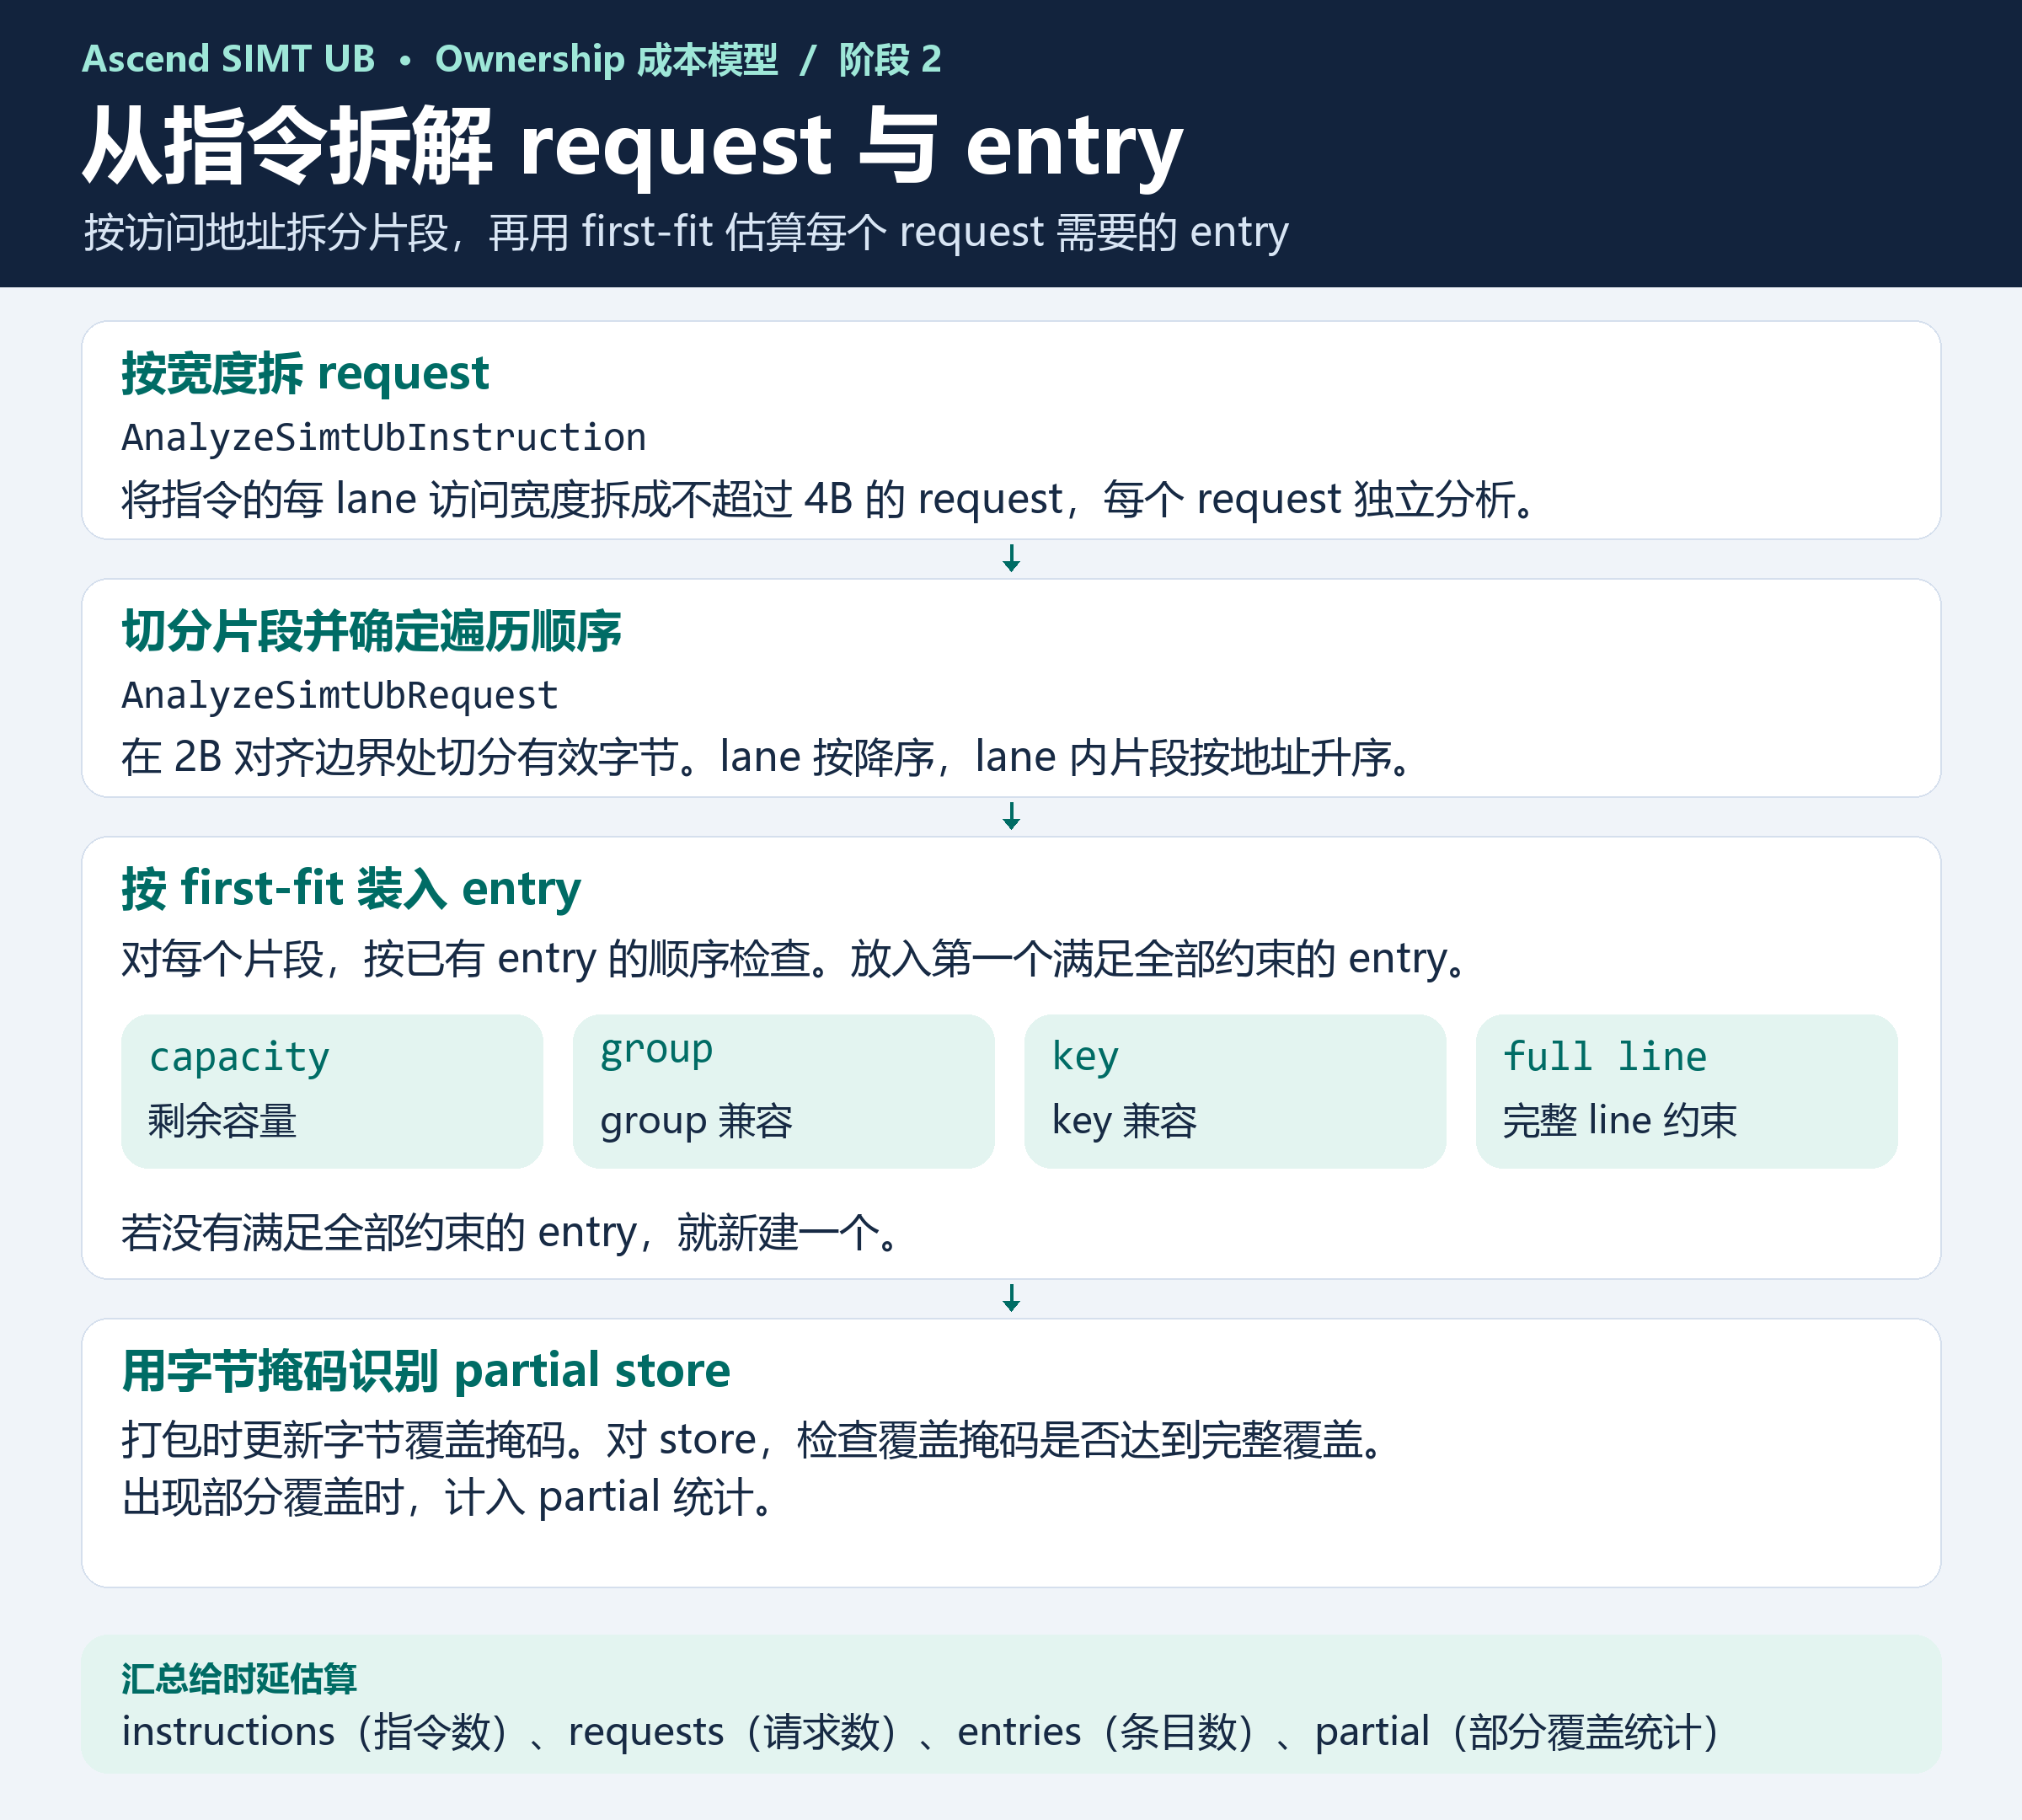 Ascend SIMT UB • Ownership 成本模型 / 阶段 2
从指令拆解 request 与 entry
按访问地址拆分片段，再用 first-fit 估算每个 request 需要的 entry
按宽度拆 request
AnalyzeSimtUbInstruction
将指令的每 lane 访问宽度拆成不超过 4B 的 request，每个 request 独立分析。
切分片段并确定遍历顺序
AnalyzeSimtUbRequest
在 2B 对齐边界处切分有效字节。lane 按降序，lane 内片段按地址升序。
按 first-fit 装入 entry
对每个片段，按已有 entry 的顺序检查。放入第一个满足全部约束的 entry。
capacity
剩余容量
group
group 兼容
key
key 兼容
full line
完整 line 约束
若没有满足全部约束的 entry，就新建一个。
用字节掩码识别 partial store
打包时更新字节覆盖掩码。对 store，检查覆盖掩码是否达到完整覆盖。
出现部分覆盖时，计入 partial 统计。
汇总给时延估算
instructions（指令数）、requests（请求数）、entries（条目数）、partial（部分覆盖统计）